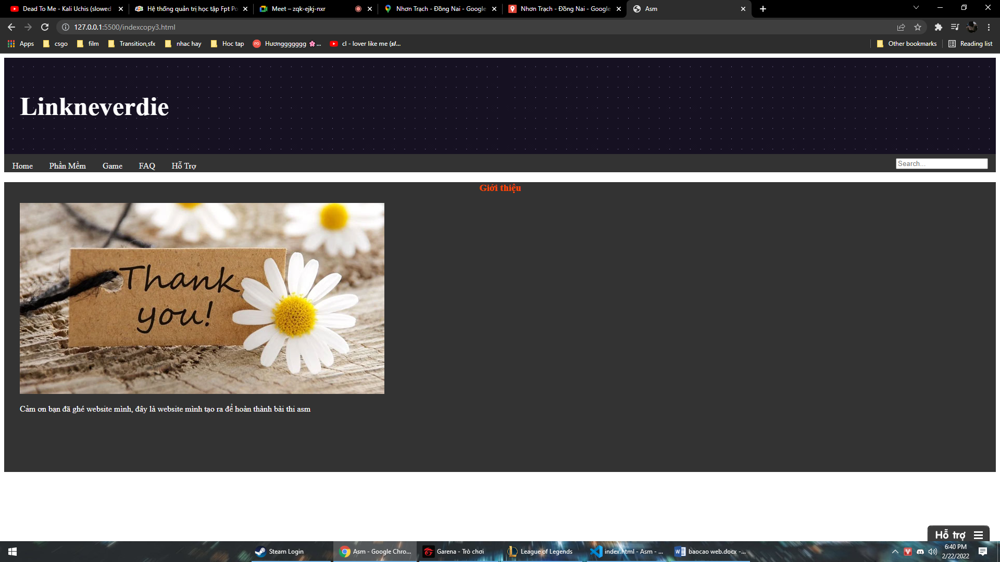 Dead To Me - Kali Uchis (slowed
Hệ thống quản trị học tập Fpt Po
Meet – zqk-ejkj-nxr
Nhơn Trạch - Đồng Nai - Google
Nhơn Trạch - Đồng Nai - Google
Asm
127.0.0.1:5500/indexcopy3.html
Apps
csgo
film
Transition,sfx
nhac hay
Hoc tap
Hươnggggggg 🌸...
cl - lover like me (sl...
Other bookmarks
Reading list
Linkneverdie
Home
Phần Mềm
Game
FAQ
Hỗ Trợ
Search...
Giới thiệu
Thank
you!
Cảm ơn bạn đã ghé website mình, đây là website mình tạo ra để hoàn thành bài thi asm
Hỗ trợ
Steam Login
Asm - Google Chro...
Garena - Trò chơi
League of Legends
index.html - Asm - ...
baocao web.docx -...
6:40 PM
2/22/2022